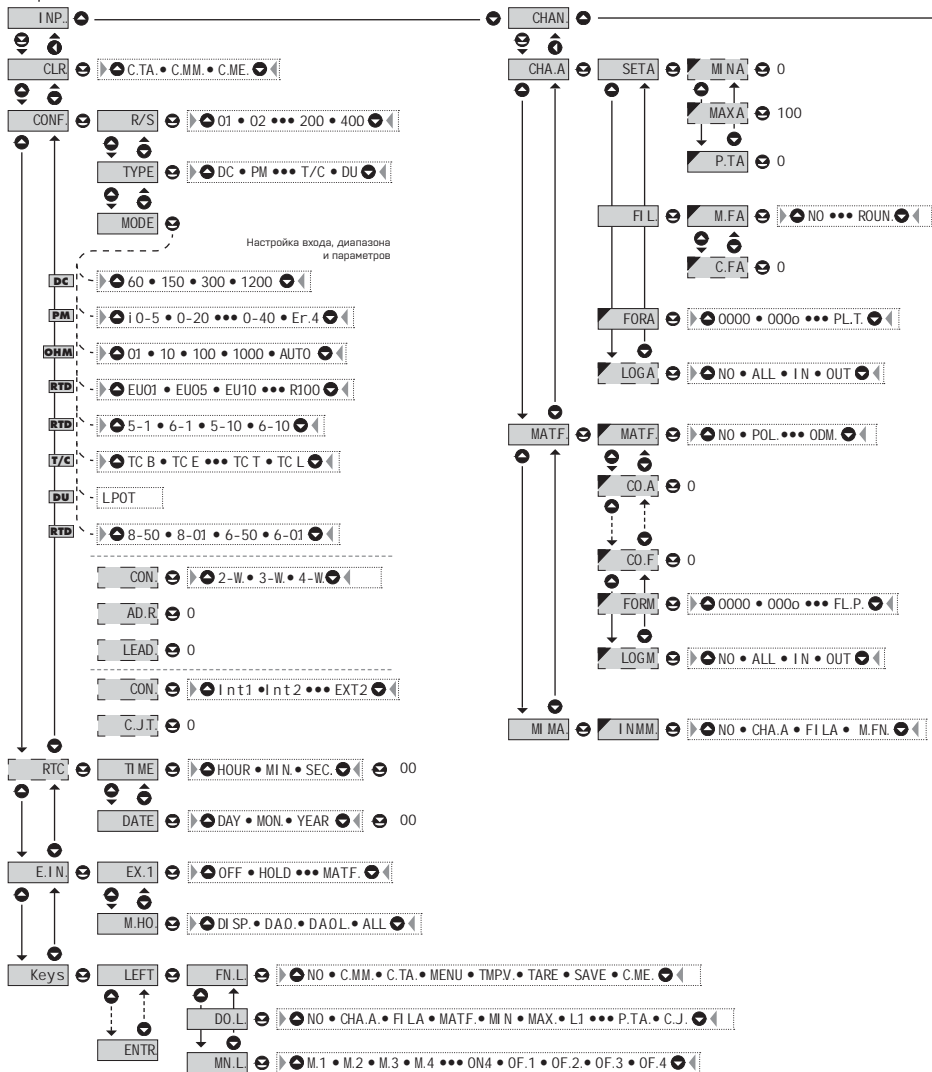 INP.
CHAN.
CLR.
C.TA. • C.MM. • C.ME.
CHA.A
SETA
MINA
0
MAXA
100
P.TA
0
CONF.
R/S
01 • 02 ••• 200 • 400
TYPE
DC • PM ••• T/C • DU
MODE
FIL.
M.FA
NO ••• ROUN.
C.FA
0
Настройка входа, диапазона
и параметров
DC
60 • 150 • 300 • 1200
PM
i0-5 • 0-20 ••• 0-40 • Er.4
FORA
0000 • 000o ••• PL.T.
OHM
01 • 10 • 100 • 1000 • AUTO
LOGA
NO • ALL • IN • OUT
RTD
EU01 • EU05 • EU10 ••• R100
RTD
5-1 • 6-1 • 5-10 • 6-10
MAT.F.
MAT.F.
NO • POL. ••• ODM.
T/C
TC B • TC E ••• TC T • TC L
CO.A
0
DU
L.POT
RTD
8-50 • 8-01 • 6-50 • 6-01
CO.F
0
CON.
2-W. • 3-W. • 4-W.
FORM
0000 • 000o ••• FL.P.
AD.R
0
LEAD.
0
LOGM
NO • ALL • IN • OUT
CON.
Int1 • Int2 ••• EXT2
C.J.T.
0
MIMA.
INMM.
NO • CHA.A • FILA • M.FN.
RTC
TIME
HOUR • MIN. • SEC.
00
DATE
DAY • MON. • YEAR
00
E.IN.
EX.1
OFF • HOLD ••• MAT.F.
M.HO.
DISP. • DAO. • DAO.L. • ALL
Keys
LEFT
FN.L.
NO • C.MM. • C.TA. • MENU • TMP.V. • TARE • SAVE • C.ME.
DO.L.
NO • CHA.A. • FILA • MAT.F. • MIN • MAX. • L1 ••• P.TA. • C.J.
ENTR.
MN.L.
M.1 • M.2 • M.3 • M.4 ••• ON4 • OF.1 • OF.2. • OF.3 • OF.4